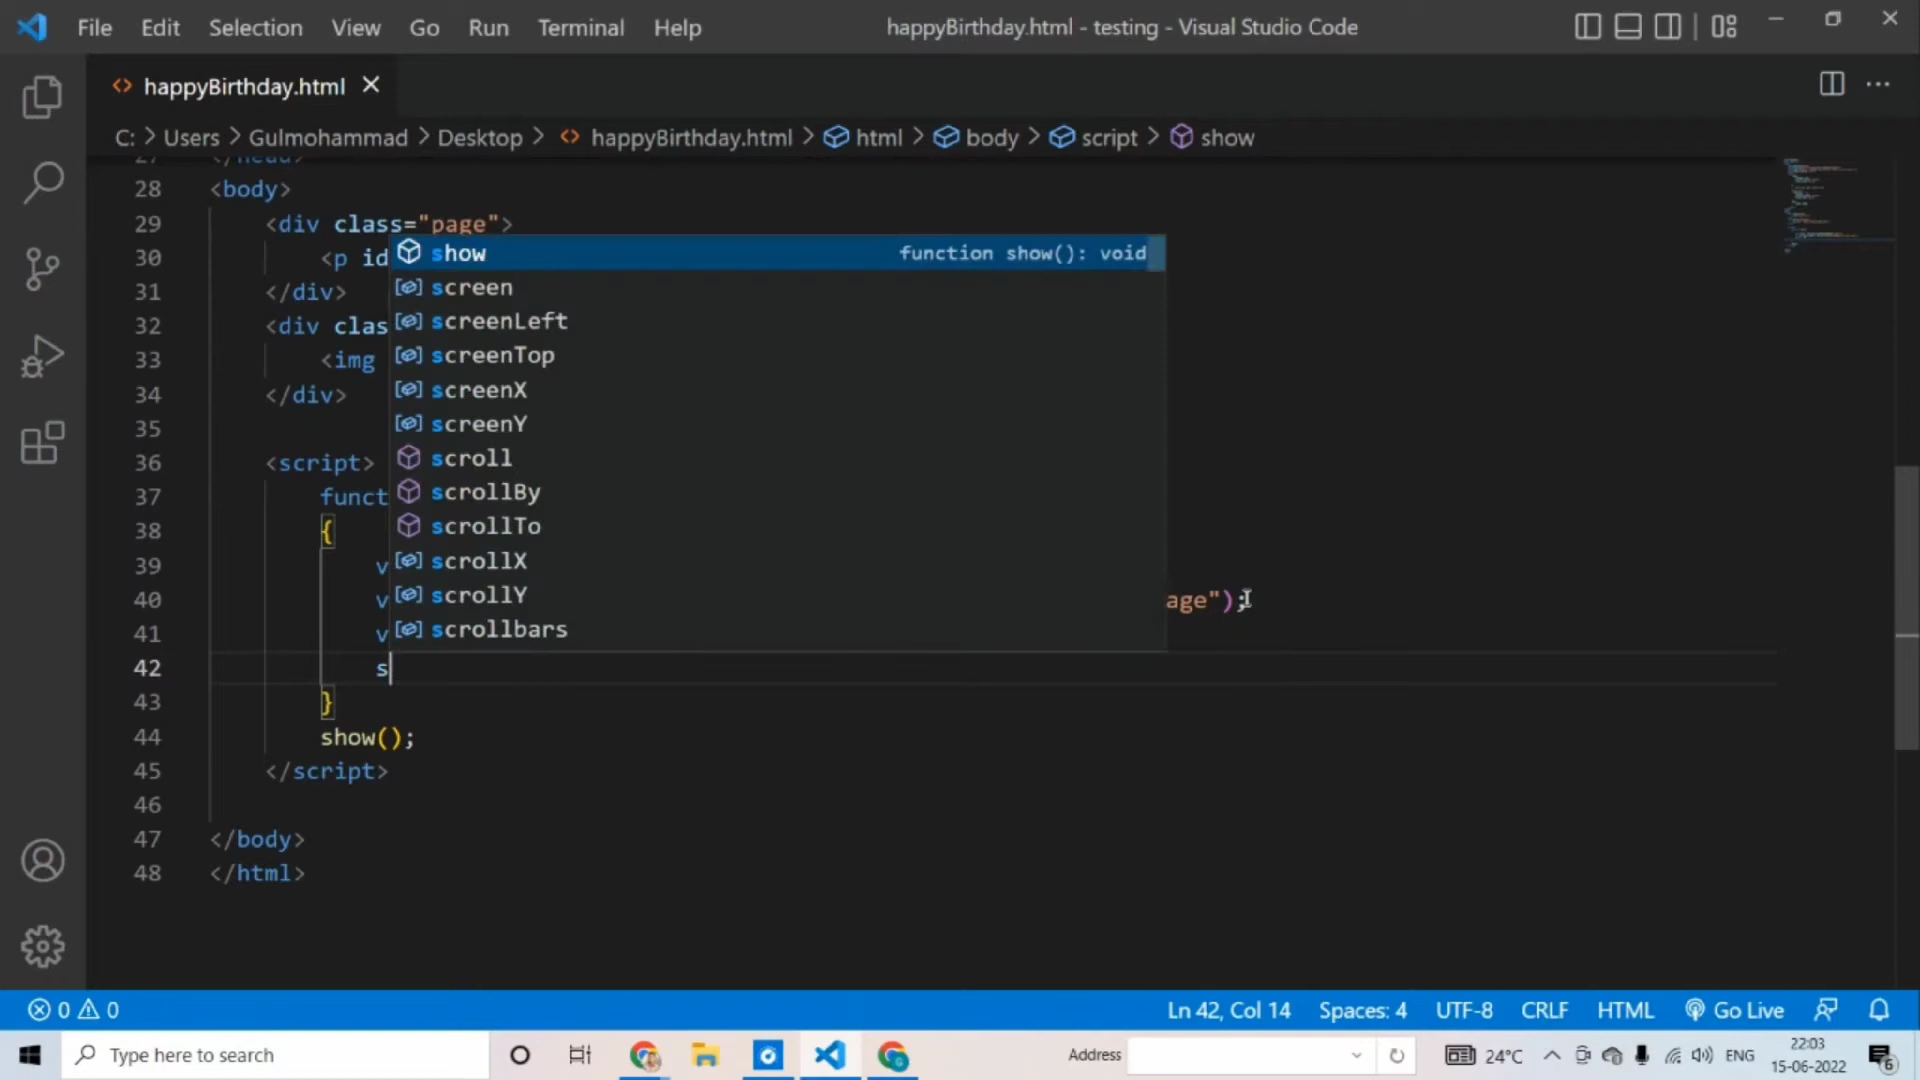 File Edit Selection View Go Run Terminal Help happyBirthday.html - testing - Visual Studio Code
happyBirthday.html
C: > Users > Gulmohammad > Desktop > happyBirthday.html > html > body > script > show
27 </head>
28 <body>
29 <div class="page">
30 <p id
31 </div>
32 <div clas
33 <img
34 </div>
35
36 <script>
37 funct
38 {
39 v
40 v age");
41 v
42 s
43 }
44 show();
45 </script>
46
47 </body>
48 </html>
show function show(): void
screen
screenLeft
screenTop
screenX
screenY
scroll
scrollBy
scrollTo
scrollX
scrollY
scrollbars
0 0 Ln 42, Col 14 Spaces: 4 UTF-8 CRLF HTML Go Live
Type here to search Address 24°C ENG 22:03
15-06-2022 6